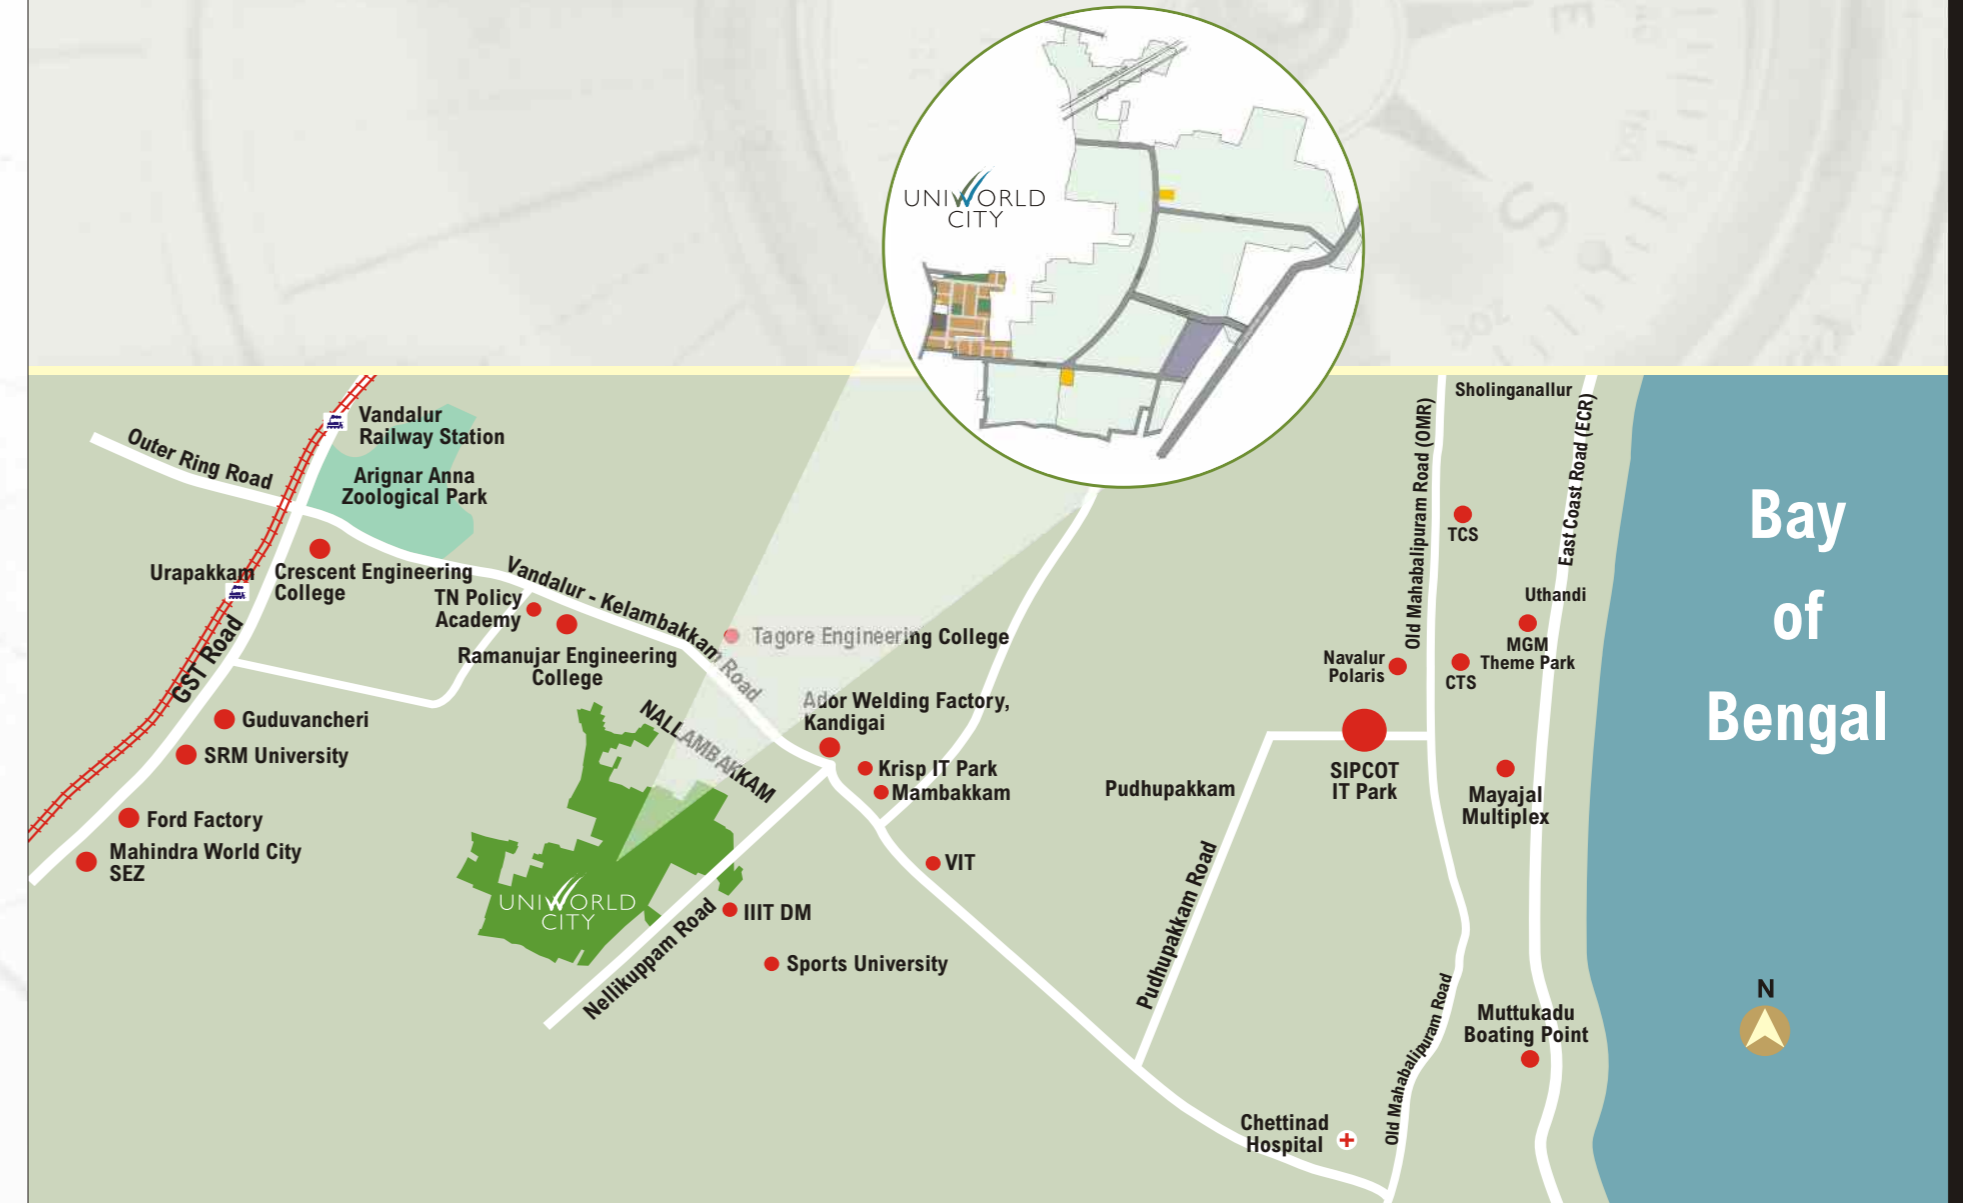 UNIWORLD
CITY
Sholinganallur
Vandalur
Railway Station
Outer Ring Road
Arignar Anna
Zoological Park
Old Mahabalipuram Road (OMR)
East Coast Road (ECR)
Bay
of
Bengal
TCS
Urapakkam
Crescent Engineering
College
Vandalur - Kelambakkam Road
TN Policy
Academy
Uthandi
Tagore Engineering College
MGM
Theme Park
Ramanujar Engineering
College
Navalur
Polaris
CTS
GST Road
Ador Welding Factory,
Kandigai
NALLAMBAKKAM
Guduvancheri
SRM University
Krisp IT Park
Mambakkam
Pudhupakkam
SIPCOT
IT Park
Mayajal
Multiplex
Ford Factory
Mahindra World City
SEZ
VIT
Pudhupakkam Road
UNIWORLD
CITY
IIIT DM
Nellikuppam Road
Sports University
N
Old Mahabalipuram Road
Muttukadu
Boating Point
Chettinad
Hospital